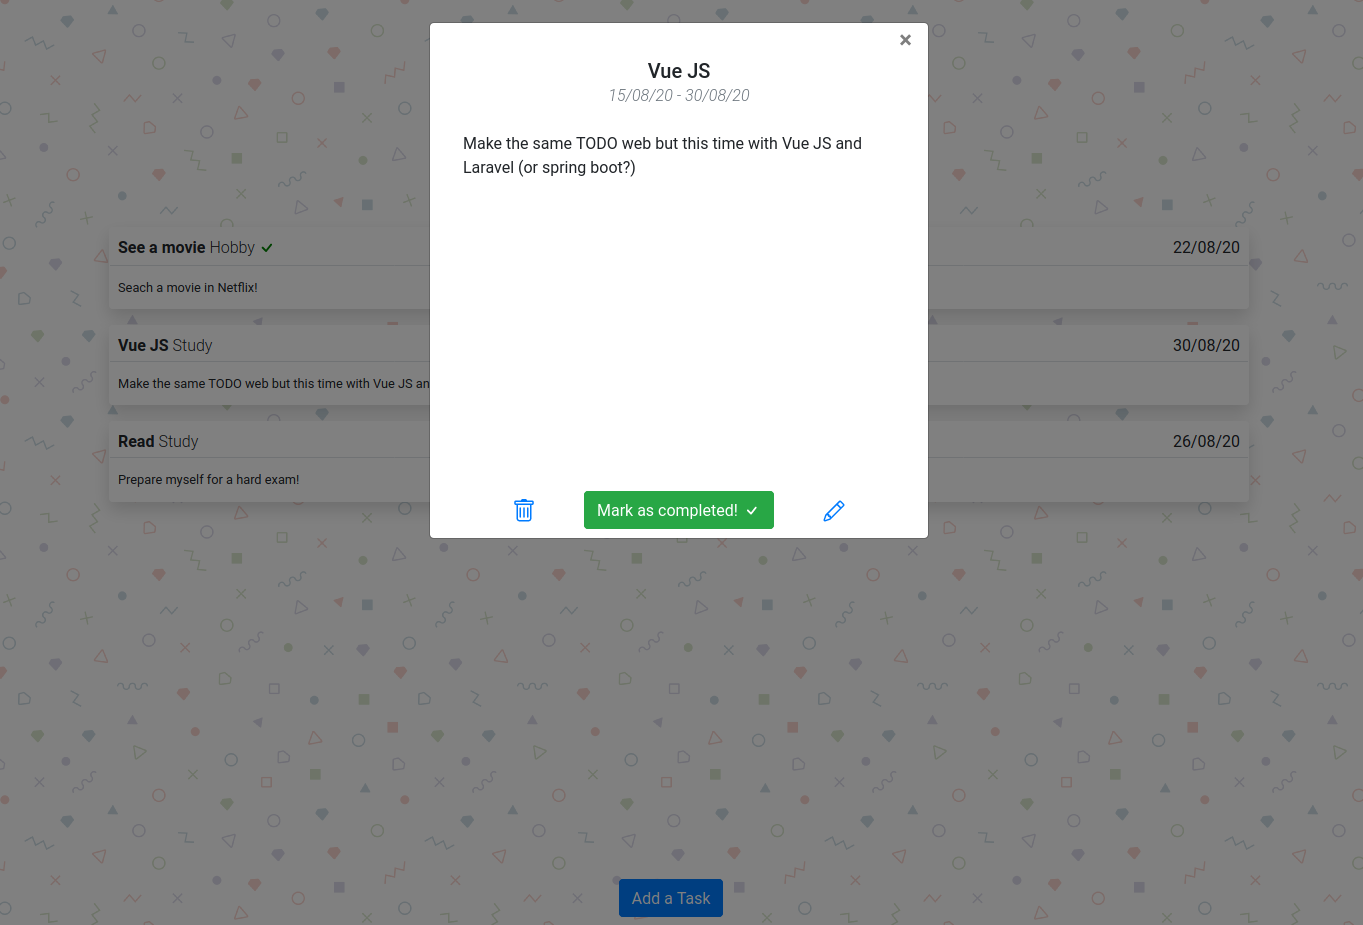 ×
Vue JS
15/08/20 - 30/08/20
Make the same TODO web but this time with Vue JS and
Laravel (or spring boot?)
Mark as completed!
See a movie Hobby 22/08/20
Seach a movie in Netflix!
Vue JS Study 30/08/20
Make the same TODO web but this time with Vue JS an
Read Study 26/08/20
Prepare myself for a hard exam!
Add a Task